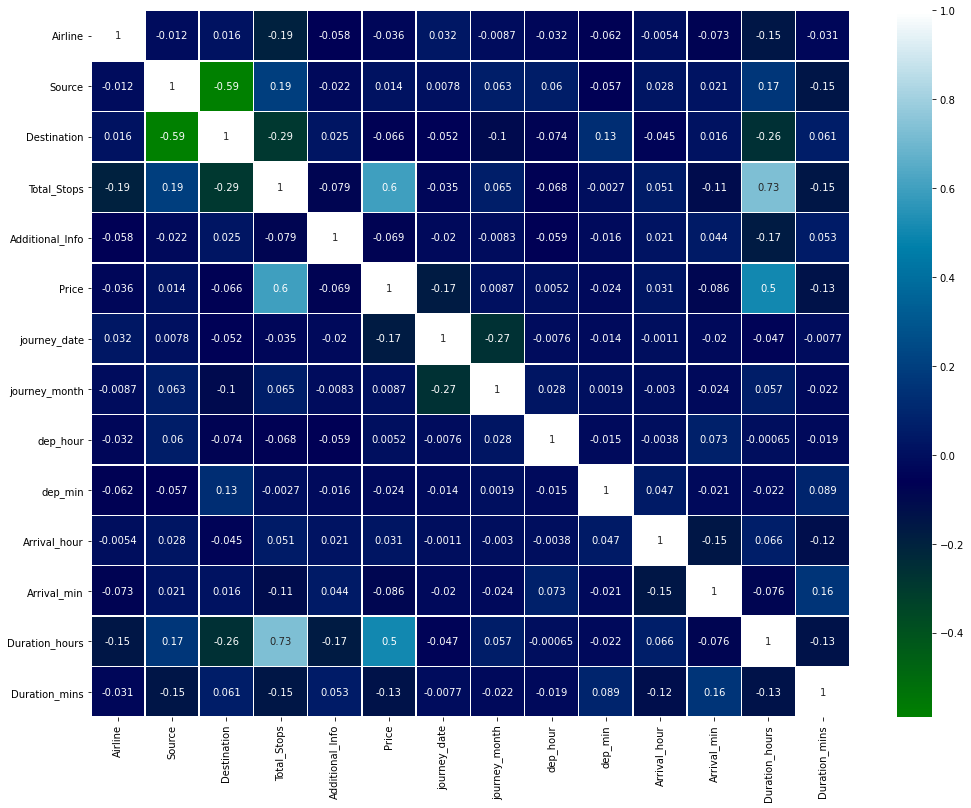 Airline 1 -0.012 0.016 -0.19 -0.058 -0.036 0.032 -0.0087 -0.032 -0.062 -0.0054 -0.073 -0.15 -0.031
Source -0.012 1 -0.59 0.19 -0.022 0.014 0.0078 0.063 0.06 -0.057 0.028 0.021 0.17 -0.15
Destination 0.016 -0.59 1 -0.29 0.025 -0.066 -0.052 -0.1 -0.074 0.13 -0.045 0.016 -0.26 0.061
Total_Stops -0.19 0.19 -0.29 1 -0.079 0.6 -0.035 0.065 -0.068 -0.0027 0.051 -0.11 0.73 -0.15
Additional_Info -0.058 -0.022 0.025 -0.079 1 -0.069 -0.02 -0.0083 -0.059 -0.016 0.021 0.044 -0.17 0.053
Price -0.036 0.014 -0.066 0.6 -0.069 1 -0.17 0.0087 0.0052 -0.024 0.031 -0.086 0.5 -0.13
journey_date 0.032 0.0078 -0.052 -0.035 -0.02 -0.17 1 -0.27 -0.0076 -0.014 -0.0011 -0.02 -0.047 -0.0077
journey_month -0.0087 0.063 -0.1 0.065 -0.0083 0.0087 -0.27 1 0.028 0.0019 -0.003 -0.024 0.057 -0.022
dep_hour -0.032 0.06 -0.074 -0.068 -0.059 0.0052 -0.0076 0.028 1 -0.015 -0.0038 0.073 -0.00065 -0.019
dep_min -0.062 -0.057 0.13 -0.0027 -0.016 -0.024 -0.014 0.0019 -0.015 1 0.047 -0.021 -0.022 0.089
Arrival_hour -0.0054 0.028 -0.045 0.051 0.021 0.031 -0.0011 -0.003 -0.0038 0.047 1 -0.15 0.066 -0.12
Arrival_min -0.073 0.021 0.016 -0.11 0.044 -0.086 -0.02 -0.024 0.073 -0.021 -0.15 1 -0.076 0.16
Duration_hours -0.15 0.17 -0.26 0.73 -0.17 0.5 -0.047 0.057 -0.00065 -0.022 0.066 -0.076 1 -0.13
Duration_mins -0.031 -0.15 0.061 -0.15 0.053 -0.13 -0.0077 -0.022 -0.019 0.089 -0.12 0.16 -0.13 1
Airline Source Destination Total_Stops Additional_Info Price journey_date journey_month dep_hour dep_min Arrival_hour Arrival_min Duration_hours Duration_mins
1.0
0.8
0.6
0.4
0.2
0.0
−0.2
−0.4